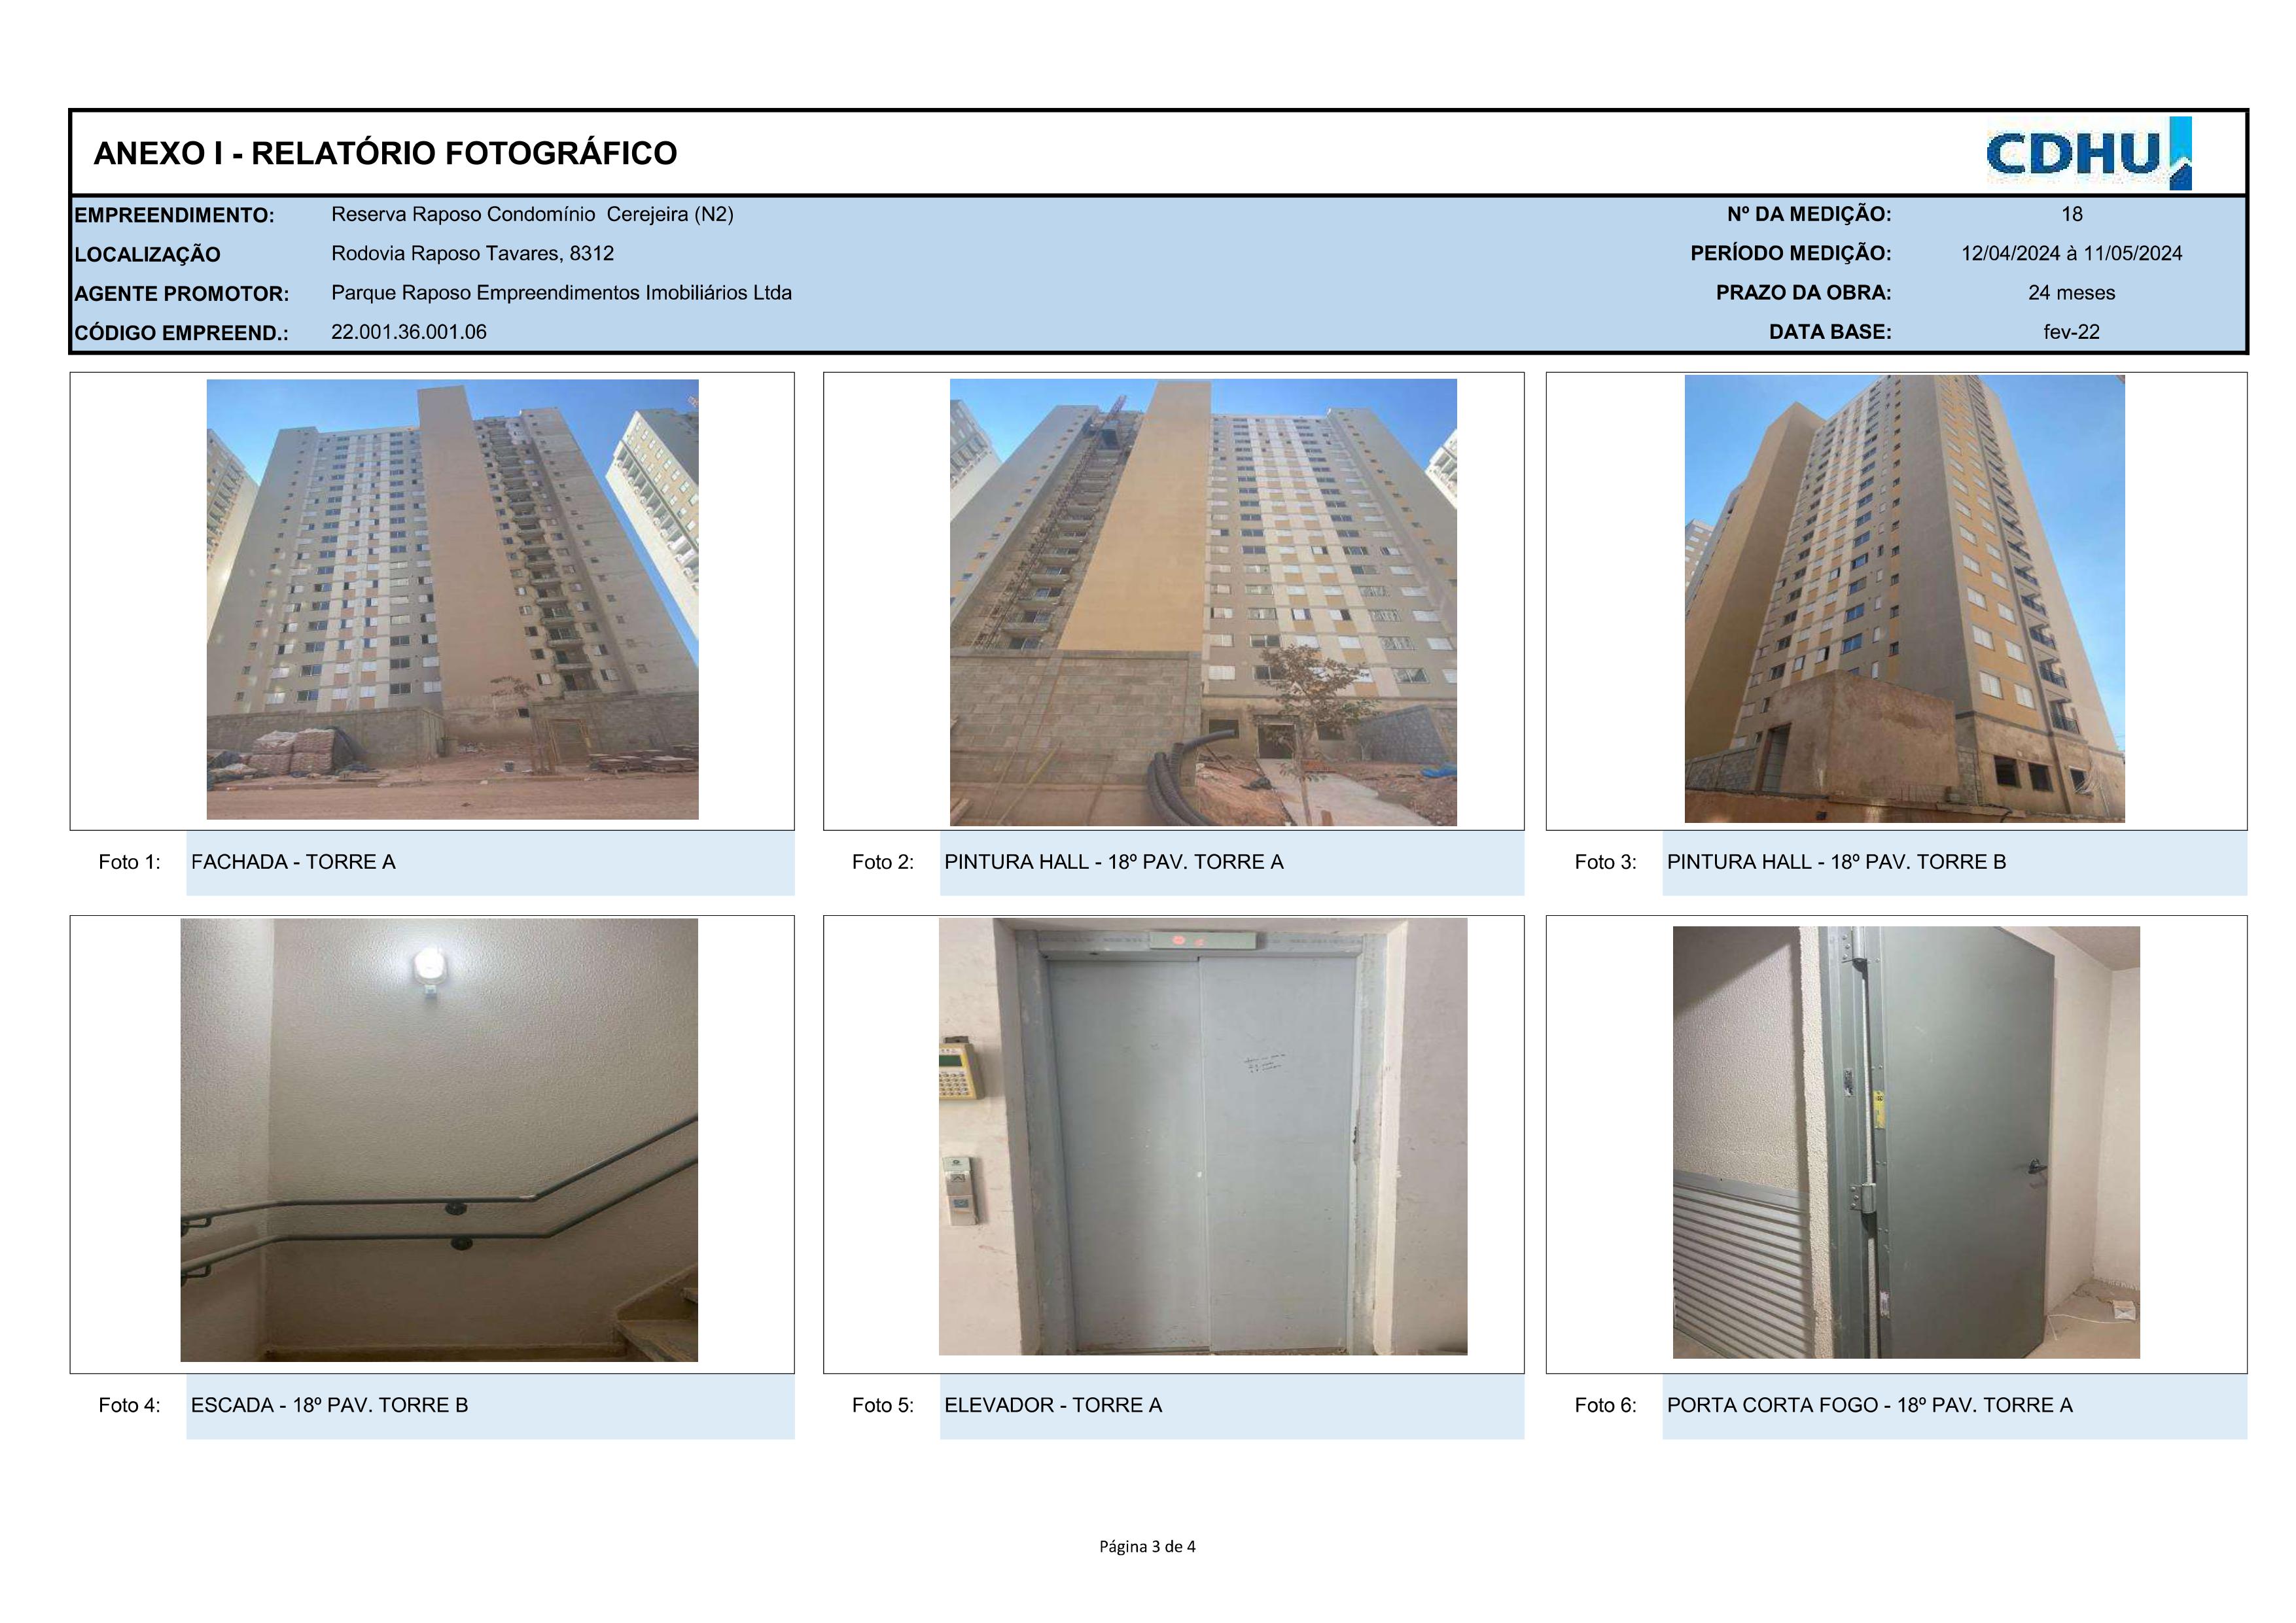 ANEXO I - RELATÓRIO FOTOGRÁFICO
CDHU
EMPREENDIMENTO: Reserva Raposo Condomínio Cerejeira (N2)
Nº DA MEDIÇÃO: 18
LOCALIZAÇÃO Rodovia Raposo Tavares, 8312
PERÍODO MEDIÇÃO: 12/04/2024 à 11/05/2024
AGENTE PROMOTOR: Parque Raposo Empreendimentos Imobiliários Ltda
PRAZO DA OBRA: 24 meses
CÓDIGO EMPREEND.: 22.001.36.001.06
DATA BASE: fev-22
Foto 1: FACHADA - TORRE A
Foto 2: PINTURA HALL - 18º PAV. TORRE A
Foto 3: PINTURA HALL - 18º PAV. TORRE B
Foto 4: ESCADA - 18º PAV. TORRE B
Foto 5: ELEVADOR - TORRE A
Foto 6: PORTA CORTA FOGO - 18º PAV. TORRE A
Página 3 de 4